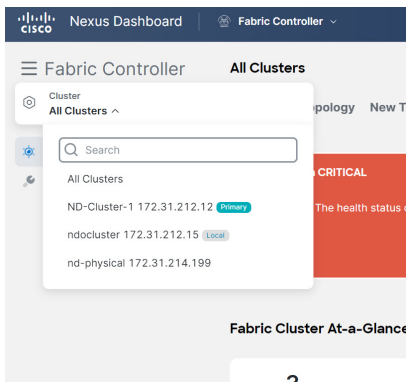 CISCO Nexus Dashboard Fabric Controller
Fabric Controller
All Clusters
Cluster
All Clusters
pology New T
Search
All Clusters
CRITICAL
ND-Cluster-1 172.31.212.12 Primary
The health status
ndocluster 172.31.212.15 Local
nd-physical 172.31.214.199
Fabric Cluster At-a-Glance